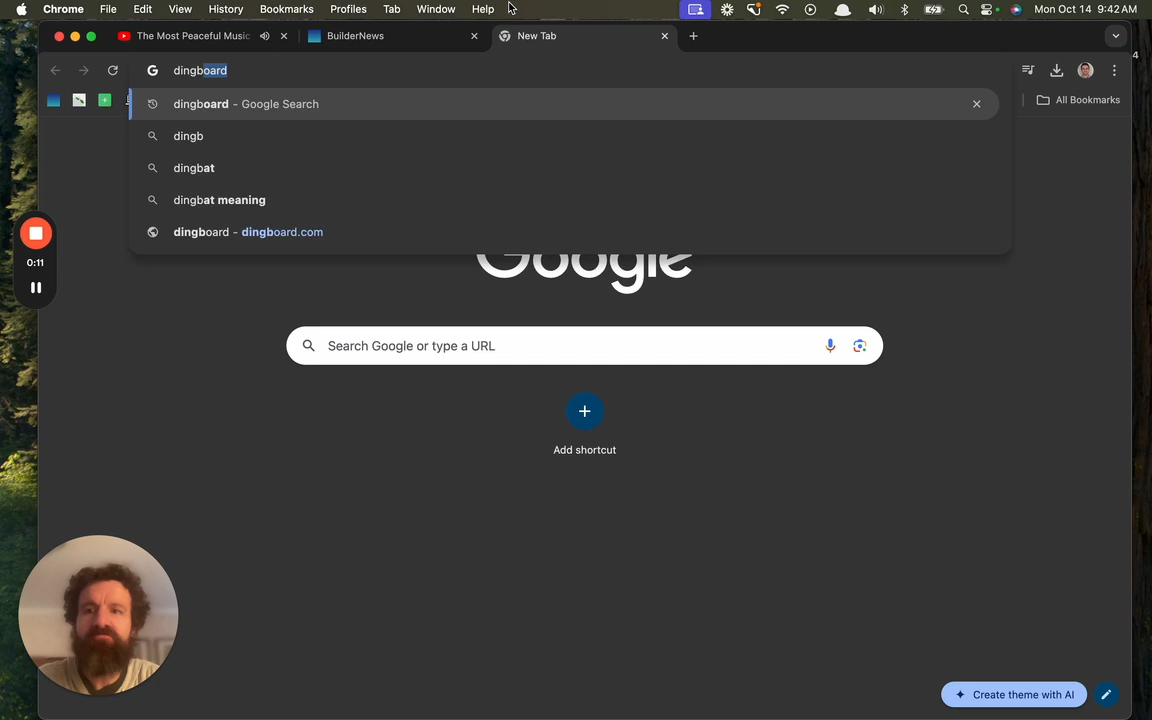 Chrome File Edit View History Bookmarks Profiles Tab Window Help Mon Oct 14 9:42 AM
The Most Peaceful Music BuilderNews New Tab
4
dingboard
All Bookmarks
dingboard - Google Search
dingb
dingbat
dingbat meaning
dingboard - dingboard.com
0:11
Google
Search Google or type a URL
Add shortcut
Create theme with AI